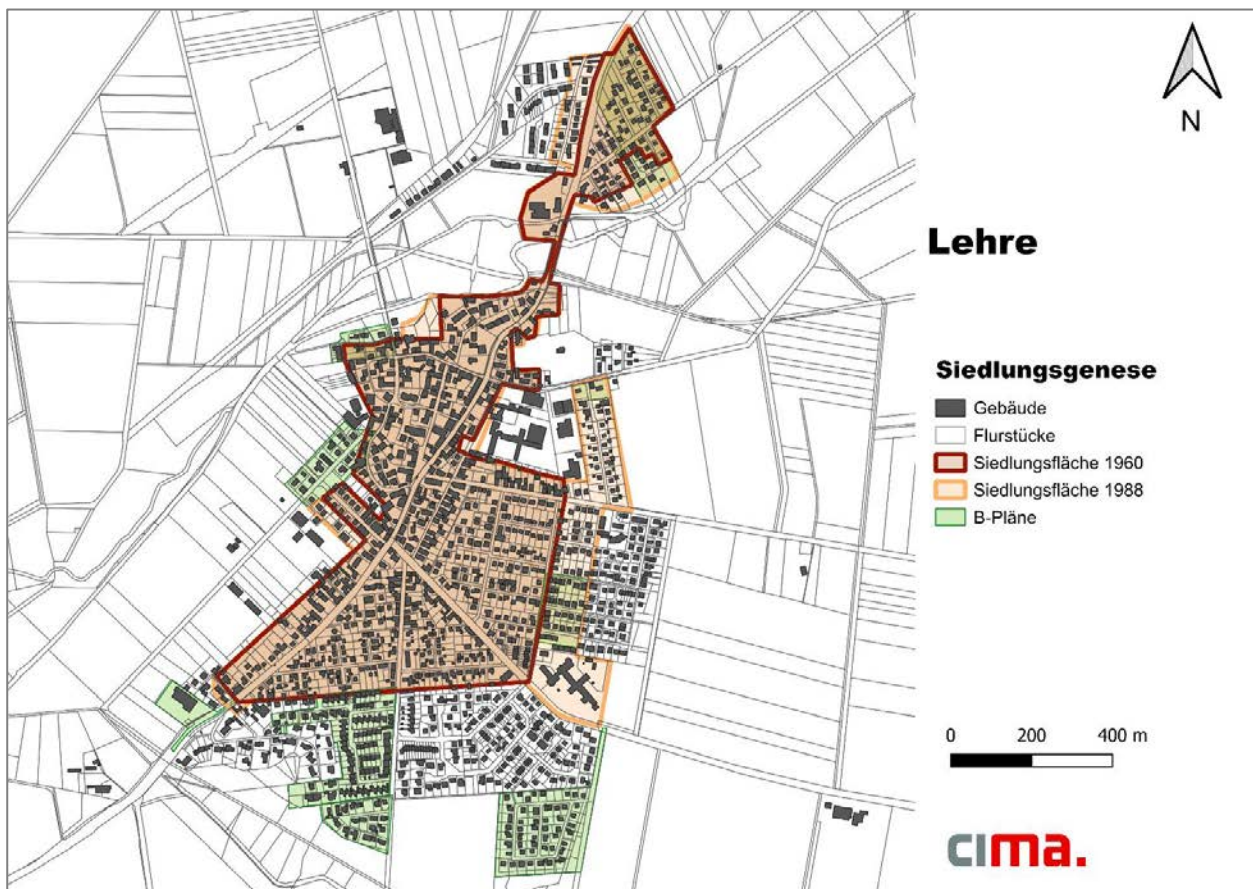 N
Lehre
Siedlungsgenese
Gebäude
Flurstücke
Siedlungsfläche 1960
Siedlungsfläche 1988
B-Pläne
0 200 400 m
cima.